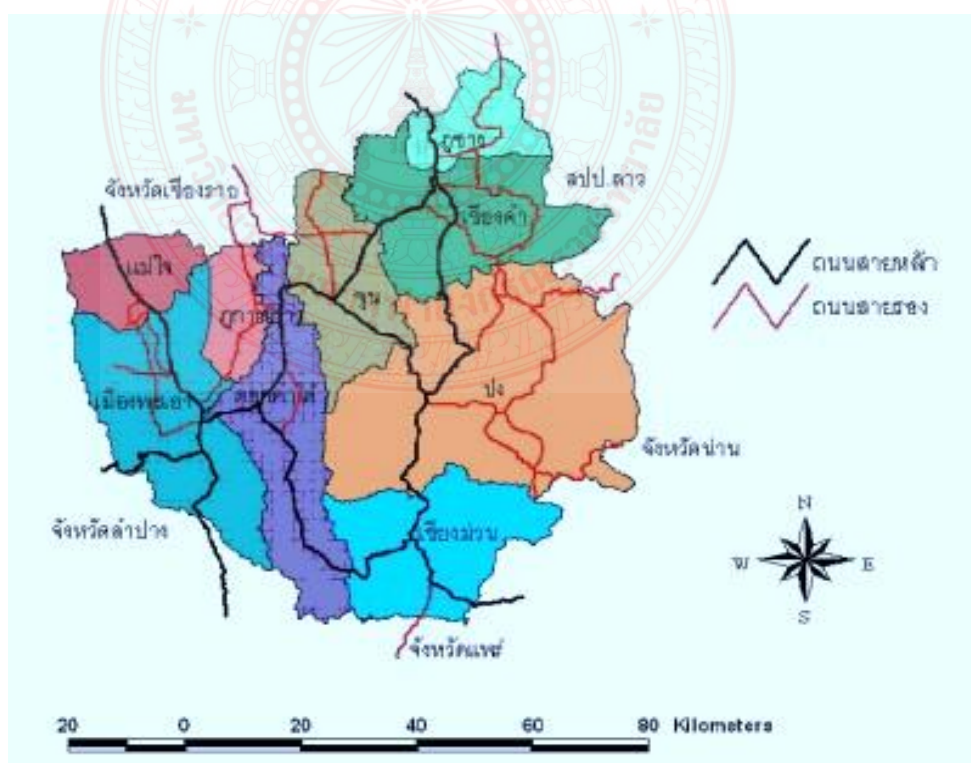 ภูซาง
สปป.ลาว
จังหวัดเชียงราย
เชียงคำ
แม่ใจ
จุน
ภูกามยาว
ถนนสายหลัก
ถนนสายรอง
เมืองพะเยา
ดอกคำใต้
ปง
จังหวัดน่าน
จังหวัดลำปาง
เชียงม่วน
N
W
E
S
จังหวัดแพร่
20 0 20 40 60 80 Kilometers